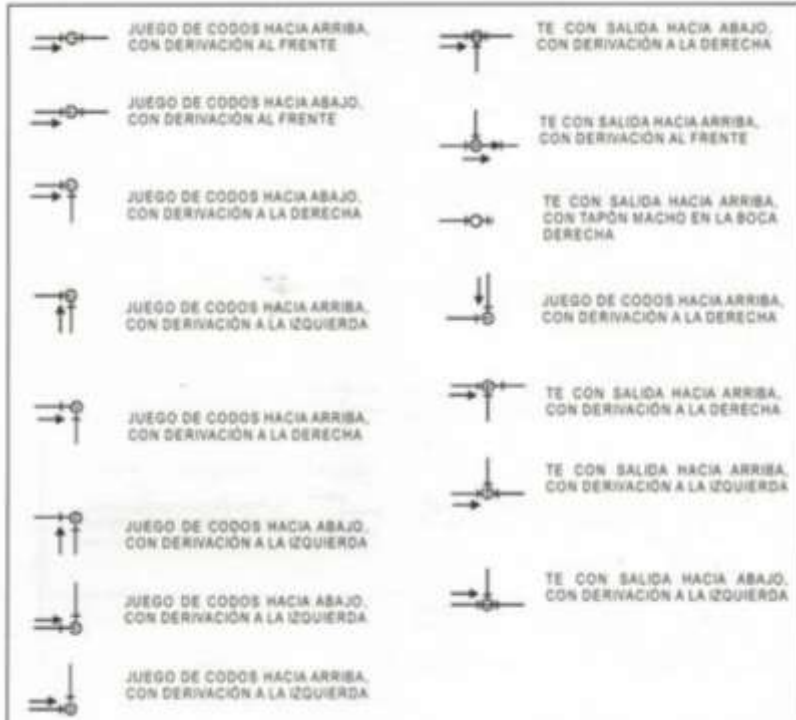 JUEGO DE CODOS HACIA ARRIBA,
CON DERIVACIÓN AL FRENTE
JUEGO DE CODOS HACIA ABAJO,
CON DERIVACIÓN AL FRENTE
JUEGO DE CODOS HACIA ABAJO,
CON DERIVACIÓN A LA DERECHA
JUEGO DE CODOS HACIA ARRIBA,
CON DERIVACIÓN A LA IZQUIERDA
JUEGO DE CODOS HACIA ARRIBA,
CON DERIVACIÓN A LA DERECHA
JUEGO DE CODOS HACIA ABAJO,
CON DERIVACIÓN A LA IZQUIERDA
JUEGO DE CODOS HACIA ABAJO,
CON DERIVACIÓN A LA IZQUIERDA
JUEGO DE CODOS HACIA ARRIBA,
CON DERIVACIÓN A LA IZQUIERDA
TE CON SALIDA HACIA ABAJO,
CON DERIVACIÓN A LA DERECHA
TE CON SALIDA HACIA ARRIBA,
CON DERIVACIÓN AL FRENTE
TE CON SALIDA HACIA ARRIBA,
CON TAPÓN MACHO EN LA BOCA
DERECHA
JUEGO DE CODOS HACIA ARRIBA,
CON DERIVACIÓN A LA DERECHA
TE CON SALIDA HACIA ARRIBA,
CON DERIVACIÓN A LA DERECHA
TE CON SALIDA HACIA ARRIBA,
CON DERIVACIÓN A LA IZQUIERDA
TE CON SALIDA HACIA ABAJO,
CON DERIVACIÓN A LA IZQUIERDA